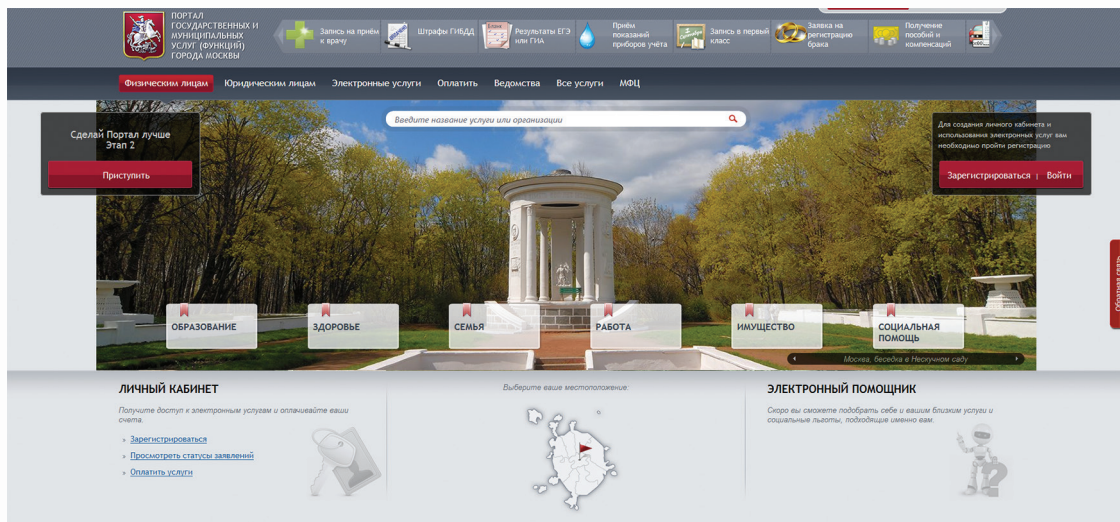 ПОРТАЛ
ГОСУДАРСТВЕННЫХ И
МУНИЦИПАЛЬНЫХ
УСЛУГ (ФУНКЦИЙ)
ГОРОДА МОСКВЫ
Запись на приём
к врачу
Штрафы ГИБДД
Результаты ЕГЭ
или ГИА
Приём
показаний
приборов учёта
Запись в первый
класс
Заявка на
регистрацию
брака
Получение
пособий и
компенсаций
Физическим лицам Юридическим лицам Электронные услуги Оплатить Ведомства Все услуги МФЦ
Введите название услуги или организации
Сделай Портал лучше
Этап 2
Приступить
Для создания личного кабинета и
использования электронных услуг вам
необходимо пройти регистрацию
Зарегистрироваться | Войти
Обратная связь
ОБРАЗОВАНИЕ
ЗДОРОВЬЕ
СЕМЬЯ
РАБОТА
ИМУЩЕСТВО
СОЦИАЛЬНАЯ
ПОМОЩЬ
Москва, беседка в Нескучном саду
ЛИЧНЫЙ КАБИНЕТ
Получите доступ к электронным услугам и оплачивайте ваши
счета.
» Зарегистрироваться
» Просмотреть статусы заявлений
» Оплатить услуги
Выберите ваше местоположение:
ЭЛЕКТРОННЫЙ ПОМОЩНИК
Скоро вы сможете подобрать себе и вашим близким услуги и
социальные льготы, подходящие именно вам.